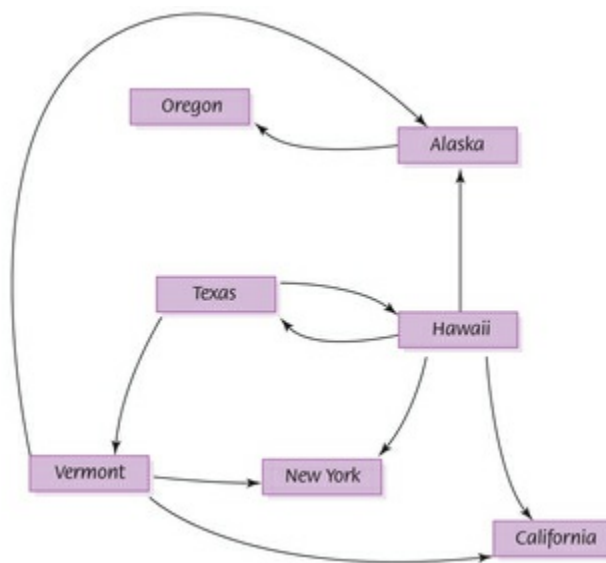 Oregon
Alaska
Texas
Hawaii
Vermont
New York
California